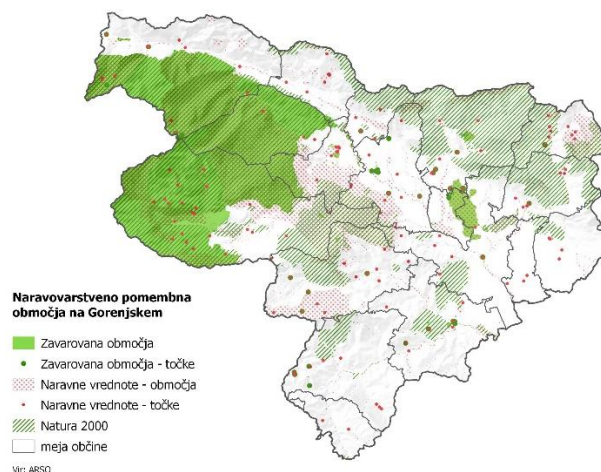 Naravovarstveno pomembna
območja na Gorenjskem
Zavarovana območja
Zavarovana območja - točke
Naravne vrednote - območja
Naravne vrednote - točke
Natura 2000
meja občine
Vir: ARSO